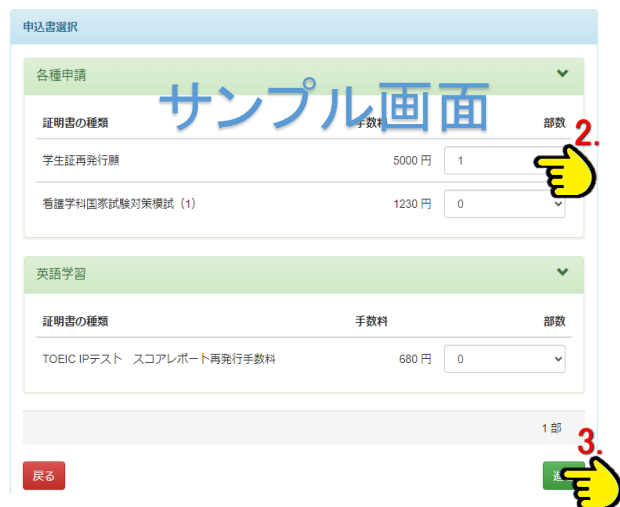 申込書選択
各種申請
サンプル画面
証明書の種類 手数料 部数
2.
学生証再発行願 5000 円 1
看護学科国家試験対策模試（1） 1230 円 0
英語学習
証明書の種類 手数料 部数
TOEIC IPテスト　スコアレポート再発行手数料 680 円 0
1 部
3.
戻る